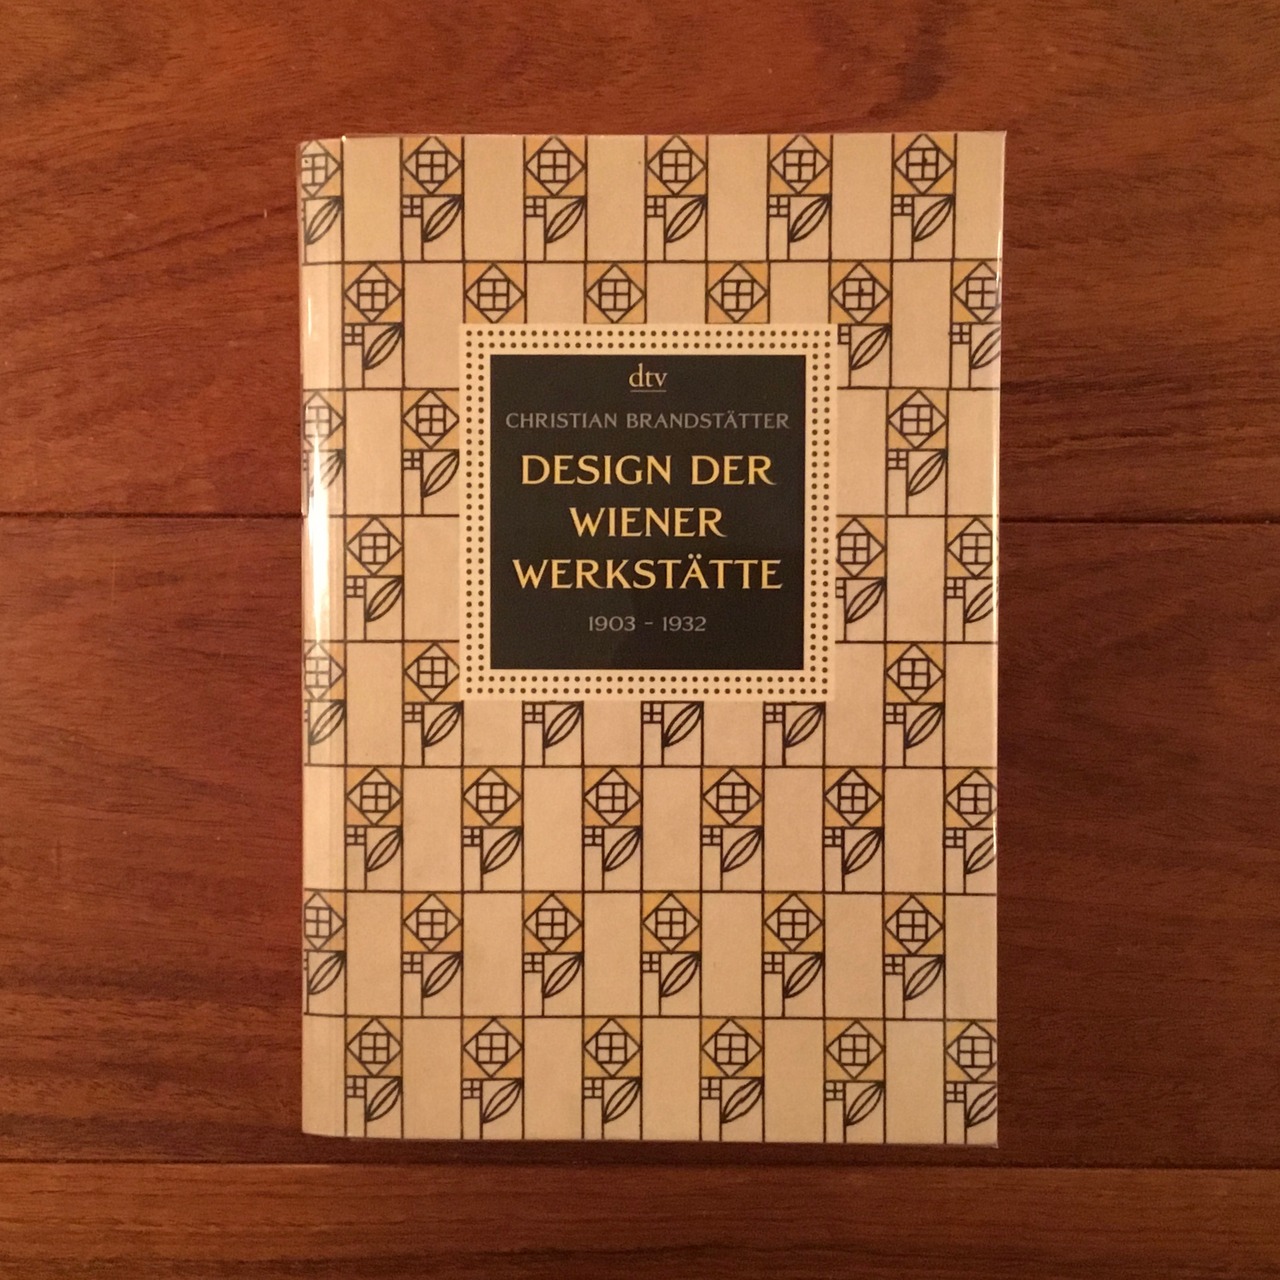 dtv
CHRISTIAN BRANDSTÄTTER
DESIGN DER
WIENER
WERKSTÄTTE
1903 - 1932